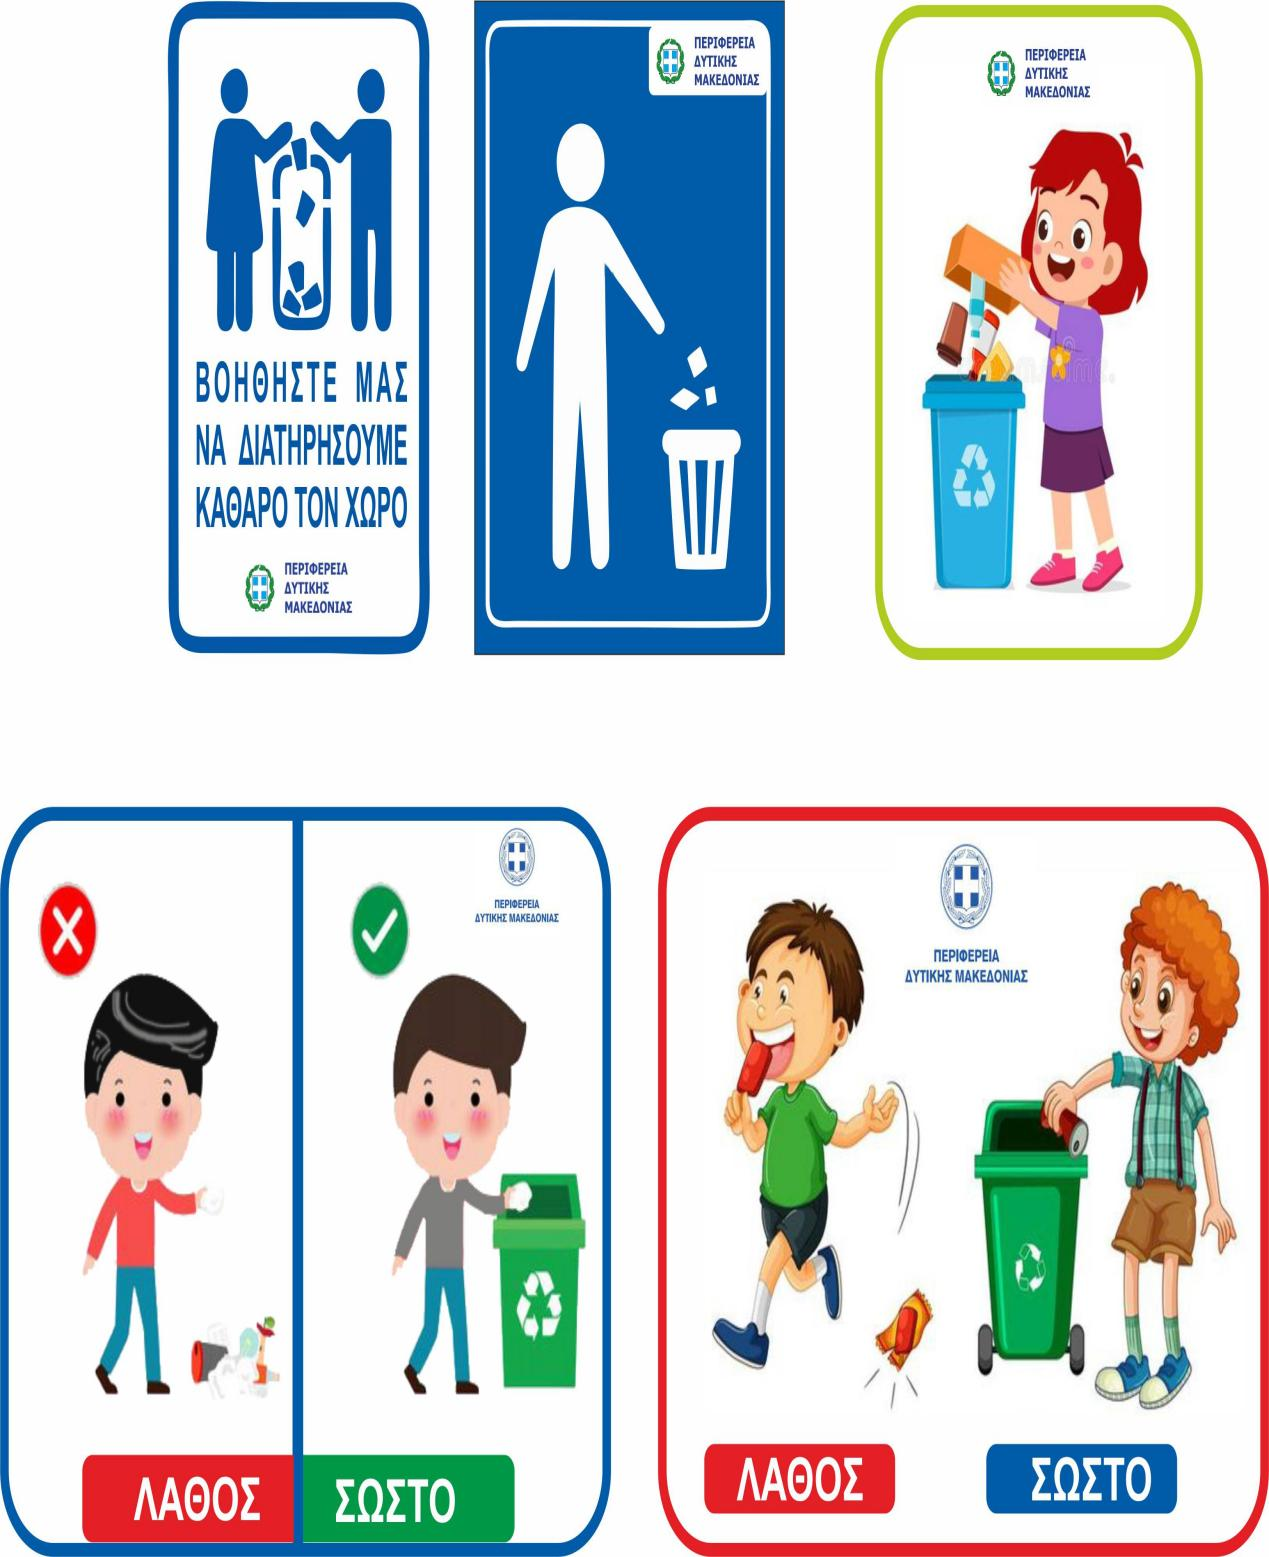 ΒΟΗΘΗΣΤΕ ΜΑΣ
ΝΑ ΔΙΑΤΗΡΗΣΟΥΜΕ
ΚΑΘΑΡΟ ΤΟΝ ΧΩΡΟ
ΠΕΡΙΦΕΡΕΙΑ
ΔΥΤΙΚΗΣ
ΜΑΚΕΔΟΝΙΑΣ
ΠΕΡΙΦΕΡΕΙΑ
ΔΥΤΙΚΗΣ
ΜΑΚΕΔΟΝΙΑΣ
ΠΕΡΙΦΕΡΕΙΑ
ΔΥΤΙΚΗΣ
ΜΑΚΕΔΟΝΙΑΣ
ΠΕΡΙΦΕΡΕΙΑ
ΔΥΤΙΚΗΣ ΜΑΚΕΔΟΝΙΑΣ
ΛΑΘΟΣ
ΣΩΣΤΟ
ΠΕΡΙΦΕΡΕΙΑ
ΔΥΤΙΚΗΣ ΜΑΚΕΔΟΝΙΑΣ
ΛΑΘΟΣ
ΣΩΣΤΟ